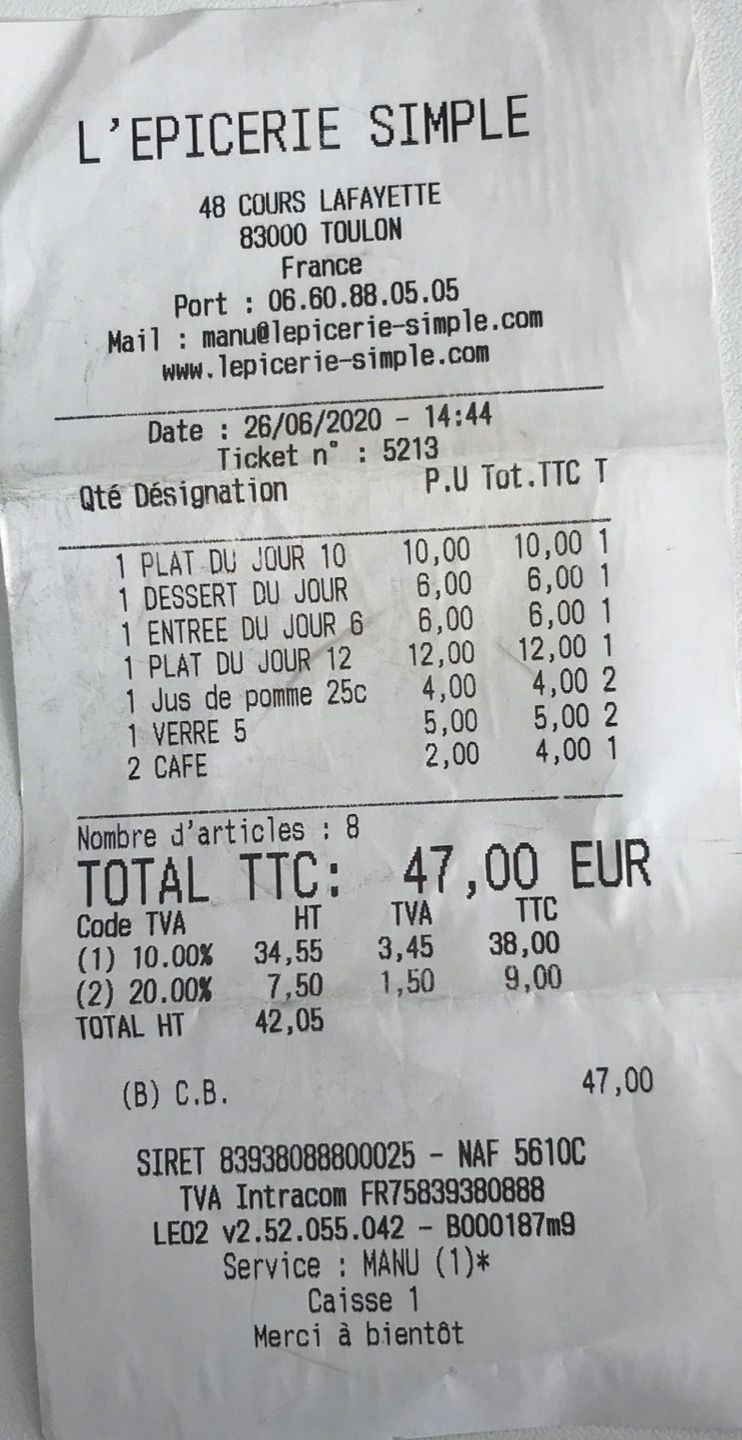 L'EPICERIE SIMPLE
48 COURS LAFAYETTE
83000 TOULON
France
Port : 06.60.88.05.05
Mail : manu@lepicerie-simple.com
www.lepicerie-simple.com
Date : 26/06/2020 - 14:44
Ticket n° : 5213
Qté Désignation P.U Tot.TTC T
1 PLAT DU JOUR 10 10,00 10,00 1
1 DESSERT DU JOUR 6,00 6,00 1
1 ENTREE DU JOUR 6 6,00 6,00 1
1 PLAT DU JOUR 12 12,00 12,00 1
1 Jus de pomme 25c 4,00 4,00 2
1 VERRE 5 5,00 5,00 2
2 CAFE 2,00 4,00 1
Nombre d'articles : 8
TOTAL TTC: 47,00 EUR
Code TVA HT TVA TTC
(1) 10.00% 34,55 3,45 38,00
(2) 20.00% 7,50 1,50 9,00
TOTAL HT 42,05
(B) C.B. 47,00
SIRET 83938088800025 - NAF 5610C
TVA Intracom FR75839380888
LEO2 v2.52.055.042 - B000187m9
Service : MANU (1)*
Caisse 1
Merci à bientôt